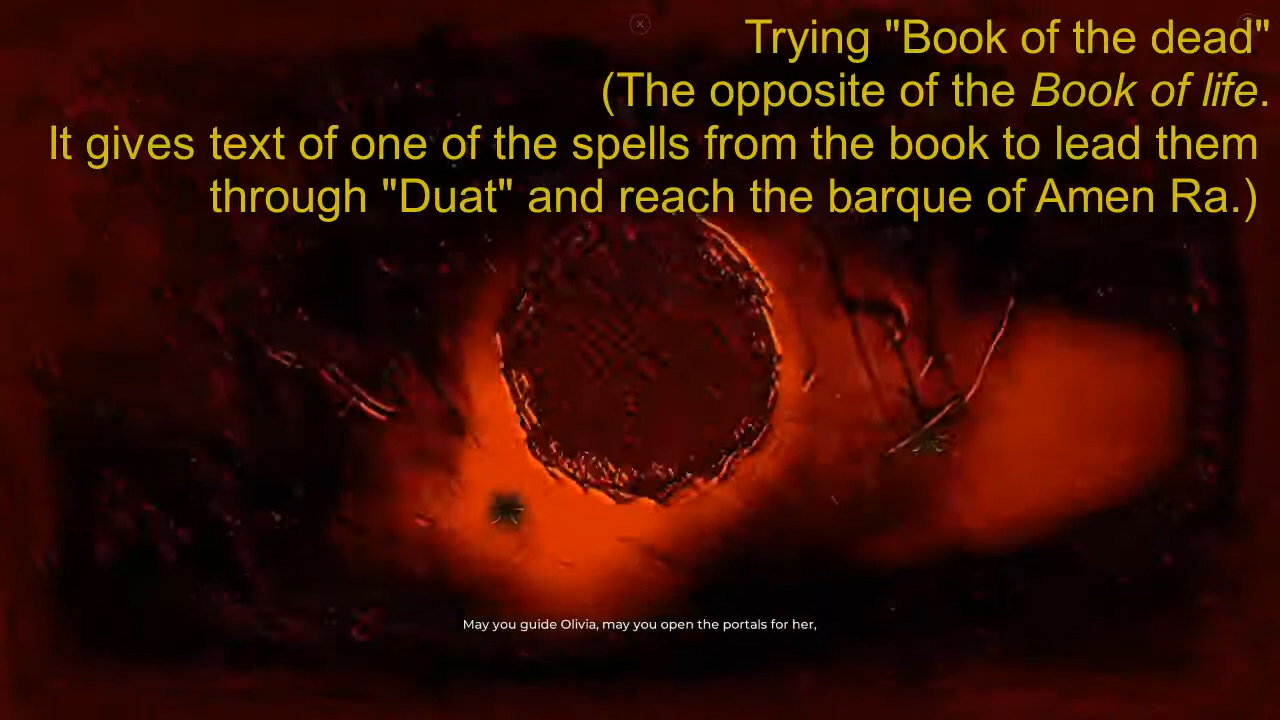 Trying "Book of the dead"
(The opposite of the Book of life.
It gives text of one of the spells from the book to lead them
through "Duat" and reach the barque of Amen Ra.)
May you guide Olivia, may you open the portals for her,